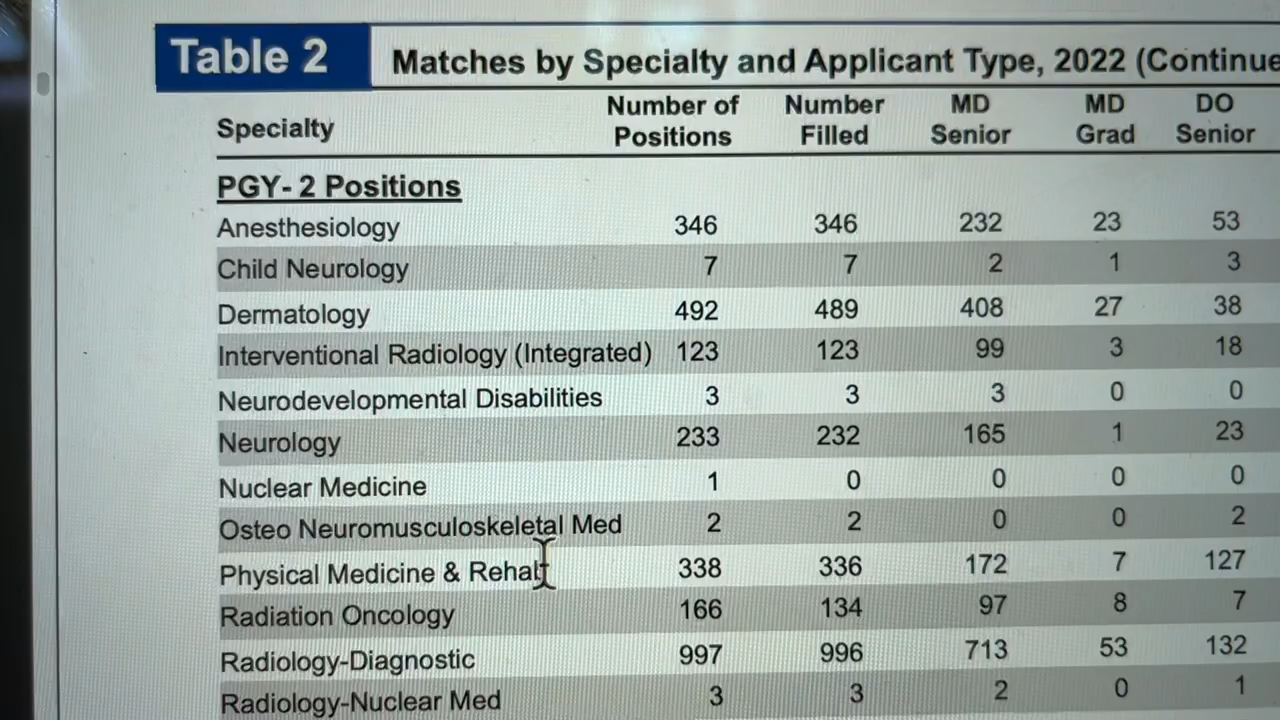 Table 2 Matches by Specialty and Applicant Type, 2022 (Continue
Specialty Number of Positions Number Filled MD Senior MD Grad DO Senior
PGY- 2 Positions
Anesthesiology 346 346 232 23 53
Child Neurology 7 7 2 1 3
Dermatology 492 489 408 27 38
Interventional Radiology (Integrated) 123 123 99 3 18
Neurodevelopmental Disabilities 3 3 3 0 0
Neurology 233 232 165 1 23
Nuclear Medicine 1 0 0 0 0
Osteo Neuromusculoskeletal Med 2 2 0 0 2
Physical Medicine & Rehab 338 336 172 7 127
Radiation Oncology 166 134 97 8 7
Radiology-Diagnostic 997 996 713 53 132
Radiology-Nuclear Med 3 3 2 0 1